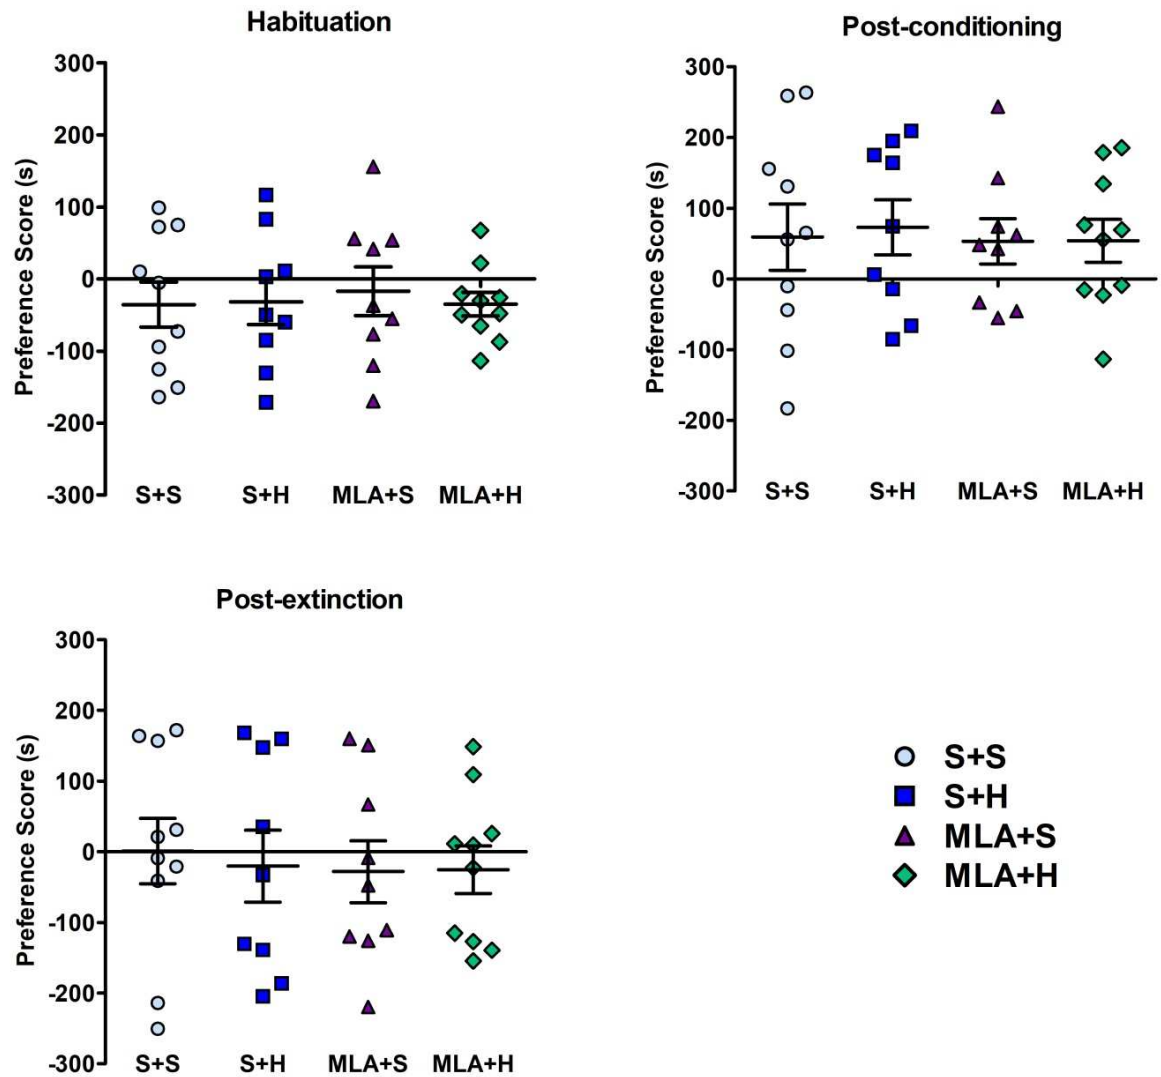 Habituation
Preference Score (s)
300
200
100
0
-100
-200
-300
S+S S+H MLA+S MLA+H
Post-conditioning
Preference Score (s)
300
200
100
0
-100
-200
-300
S+S S+H MLA+S MLA+H
Post-extinction
Preference Score (s)
300
200
100
0
-100
-200
-300
S+S S+H MLA+S MLA+H
S+S
S+H
MLA+S
MLA+H